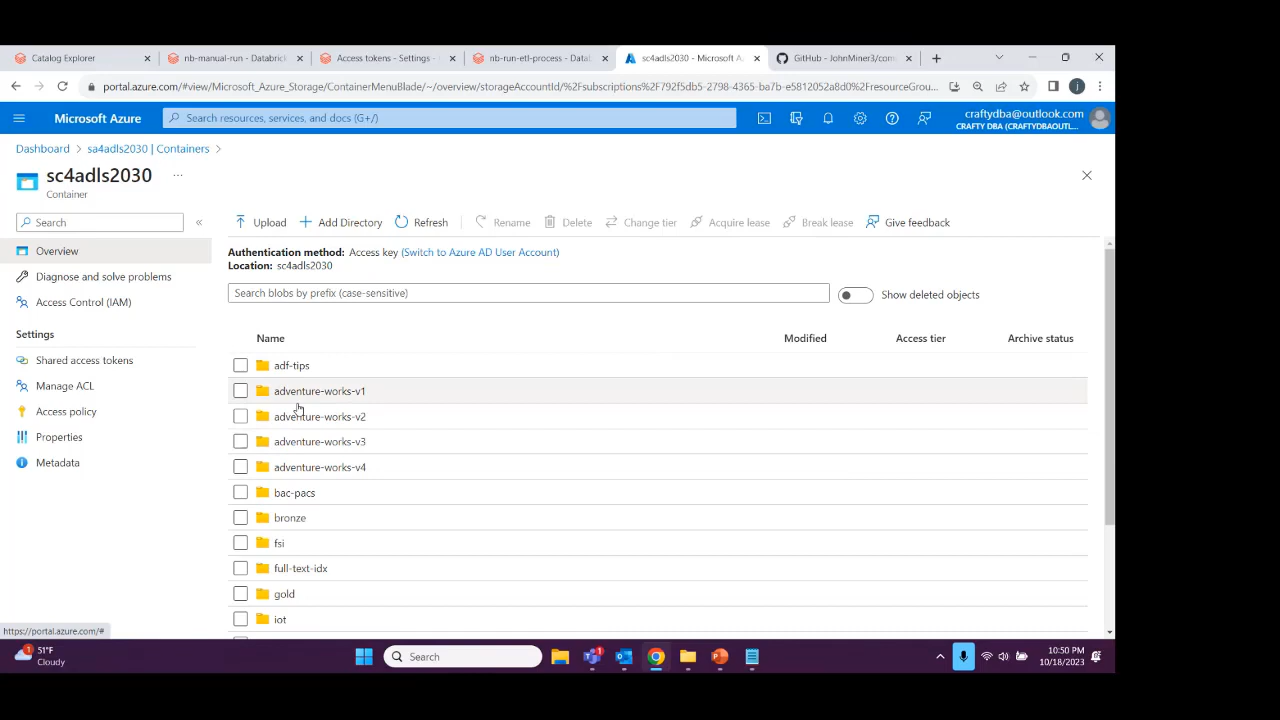 Catalog Explorer
nb-manual-run - Databrick
Access tokens - Settings -
nb-run-etl-process - Datab
sc4adls2030 - Microsoft Az
GitHub - JohnMiner3/com
portal.azure.com/#view/Microsoft_Azure_Storage/ContainerMenuBlade/~/overview/storageAccountId/%2Fsubscriptions%2F792f5db5-2798-4365-ba7b-e5812052a8d0%2FresourceGrou...
Microsoft Azure
Search resources, services, and docs (G+/)
craftydba@outlook.com
CRAFTY DBA (CRAFTYDBAOUTL...
Dashboard > sa4adls2030 | Containers >
sc4adls2030 ...
Container
Search
Upload
Add Directory
Refresh
Rename
Delete
Change tier
Acquire lease
Break lease
Give feedback
Overview
Diagnose and solve problems
Access Control (IAM)
Settings
Shared access tokens
Manage ACL
Access policy
Properties
Metadata
Authentication method: Access key (Switch to Azure AD User Account)
Location: sc4adls2030
Search blobs by prefix (case-sensitive)
Show deleted objects
Name Modified Access tier Archive status
adf-tips
adventure-works-v1
adventure-works-v2
adventure-works-v3
adventure-works-v4
bac-pacs
bronze
fsi
full-text-idx
gold
iot
https://portal.azure.com/#
1
51°F
Cloudy
Search
1
10:50 PM
10/18/2023